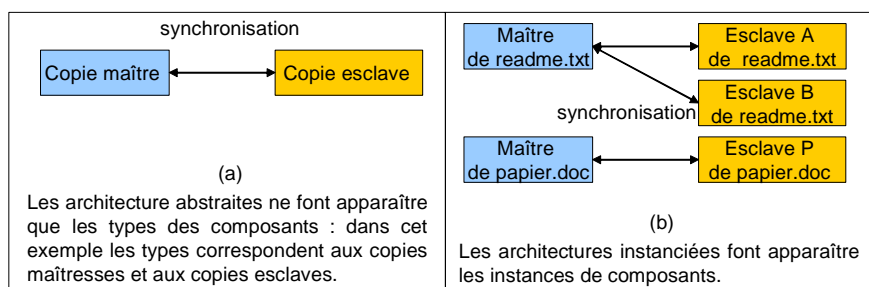 synchronisation
Copie maître
Copie esclave
(a)
Les architecture abstraites ne font apparaître
que les types des composants : dans cet
exemple les types correspondent aux copies
maîtresses et aux copies esclaves.
Maître
de readme.txt
Esclave A
de readme.txt
Esclave B
de readme.txt
synchronisation
Maître
de papier.doc
Esclave P
de papier.doc
(b)
Les architectures instanciées font apparaître
les instances de composants.